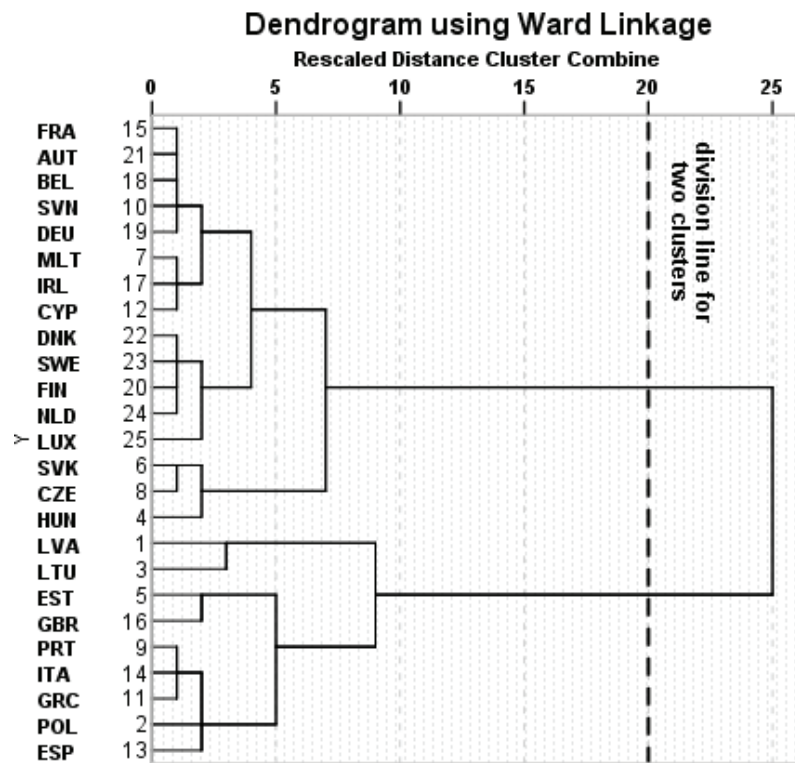 Dendrogram using Ward Linkage
Rescaled Distance Cluster Combine
0 5 10 15 20 25
FRA 15
AUT 21
BEL 18
SVN 10
DEU 19
MLT 7
IRL 17
CYP 12
DNK 22
SWE 23
FIN 20
NLD 24
LUX 25
SVK 6
CZE 8
HUN 4
LVA 1
LTU 3
EST 5
GBR 16
PRT 9
ITA 14
GRC 11
POL 2
ESP 13
Y
division line for
two clusters